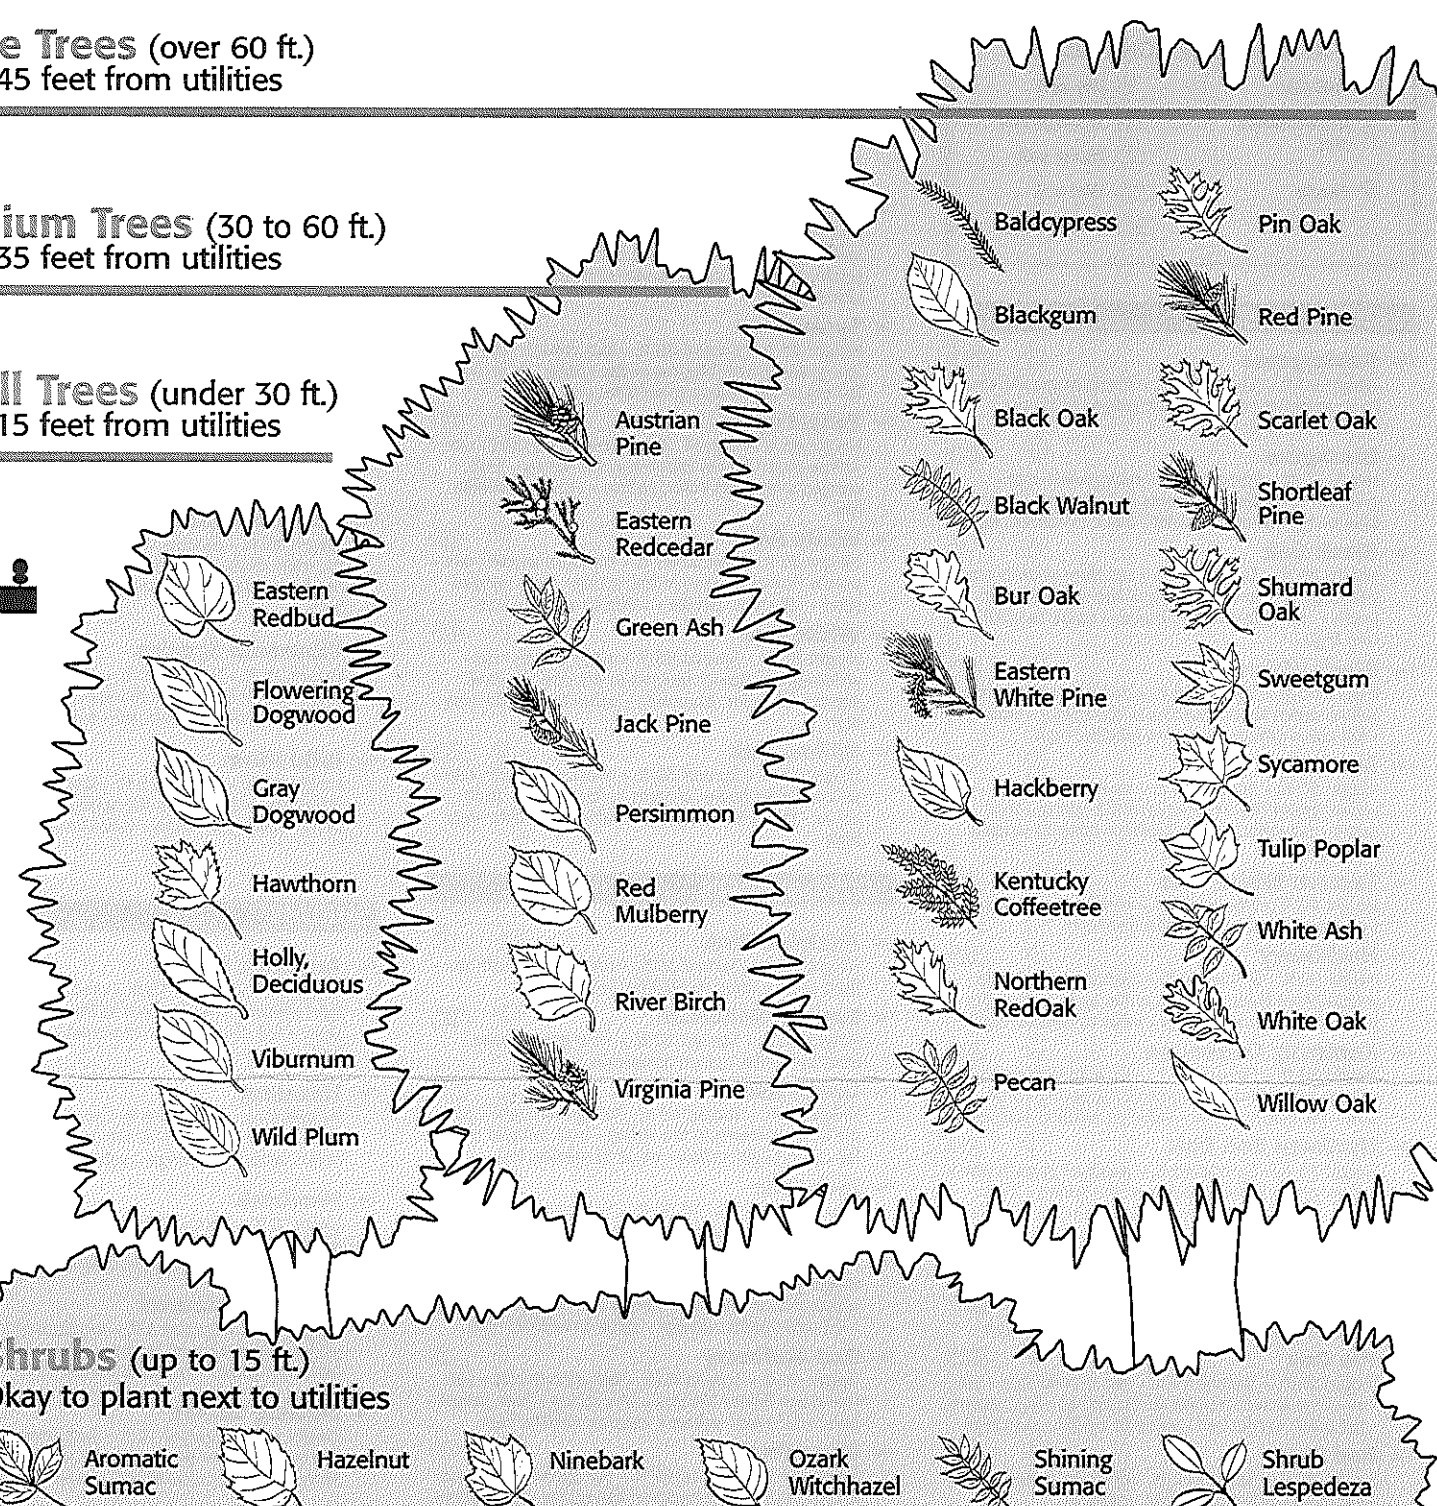 e Trees (over 60 ft.)
45 feet from utilities
ium Trees (30 to 60 ft.)
35 feet from utilities
ll Trees (under 30 ft.)
15 feet from utilities
Eastern
Redbud
Flowering
Dogwood
Gray
Dogwood
Hawthorn
Holly,
Deciduous
Viburnum
Wild Plum
Austrian
Pine
Eastern
Redcedar
Green Ash
Jack Pine
Persimmon
Red
Mulberry
River Birch
Virginia Pine
Baldcypress
Blackgum
Black Oak
Black Walnut
Bur Oak
Eastern
White Pine
Hackberry
Kentucky
Coffeetree
Northern
RedOak
Pecan
Pin Oak
Red Pine
Scarlet Oak
Shortleaf
Pine
Shumard
Oak
Sweetgum
Sycamore
Tulip Poplar
White Ash
White Oak
Willow Oak
Shrubs (up to 15 ft.)
Okay to plant next to utilities
Aromatic
Sumac
Hazelnut
Ninebark
Ozark
Witchhazel
Shining
Sumac
Shrub
Lespedeza